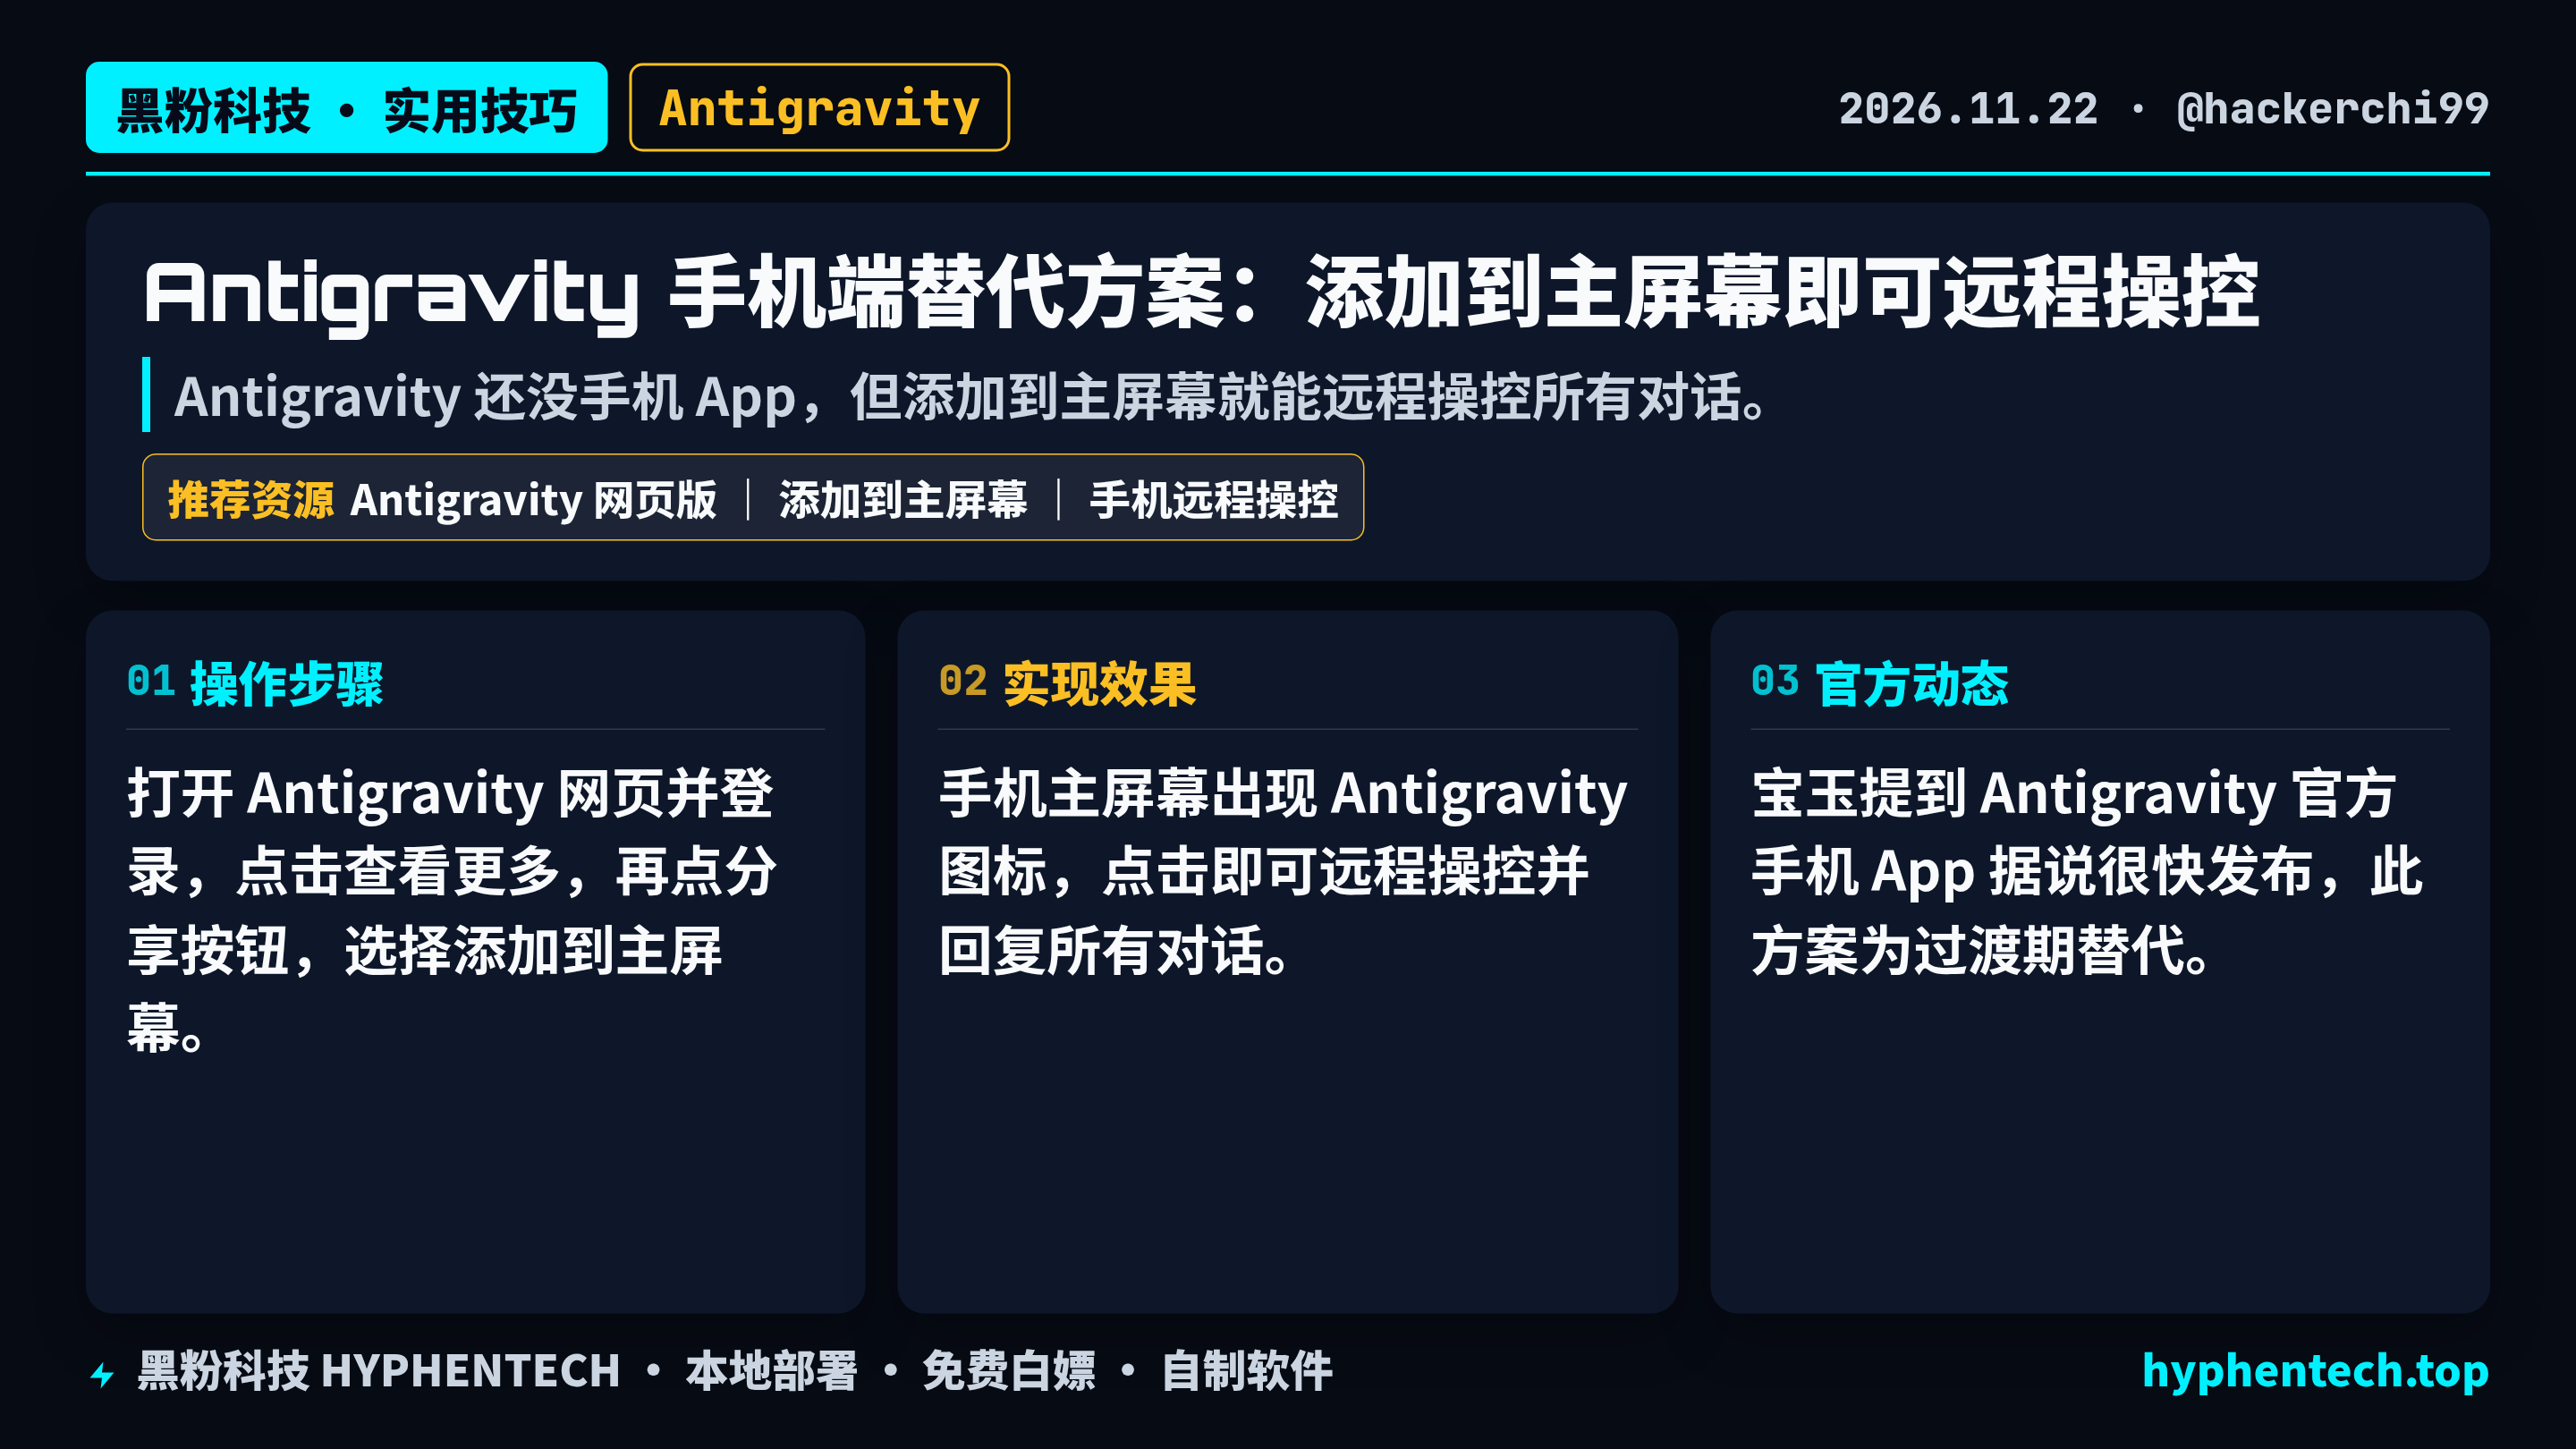 黑粉科技 · 实用技巧
Antigravity
2026.11.22 · @hackerchi99
Antigravity 手机端替代方案：添加到主屏幕即可远程操控
Antigravity 还没手机 App，但添加到主屏幕就能远程操控所有对话。
推荐资源 Antigravity 网页版 ｜ 添加到主屏幕 ｜ 手机远程操控
01 操作步骤
打开 Antigravity 网页并登
录，点击查看更多，再点分
享按钮，选择添加到主屏
幕。
02 实现效果
手机主屏幕出现 Antigravity
图标，点击即可远程操控并
回复所有对话。
03 官方动态
宝玉提到 Antigravity 官方
手机 App 据说很快发布，此
方案为过渡期替代。
黑粉科技 HYPHENTECH · 本地部署 · 免费白嫖 · 自制软件
hyphentech.top